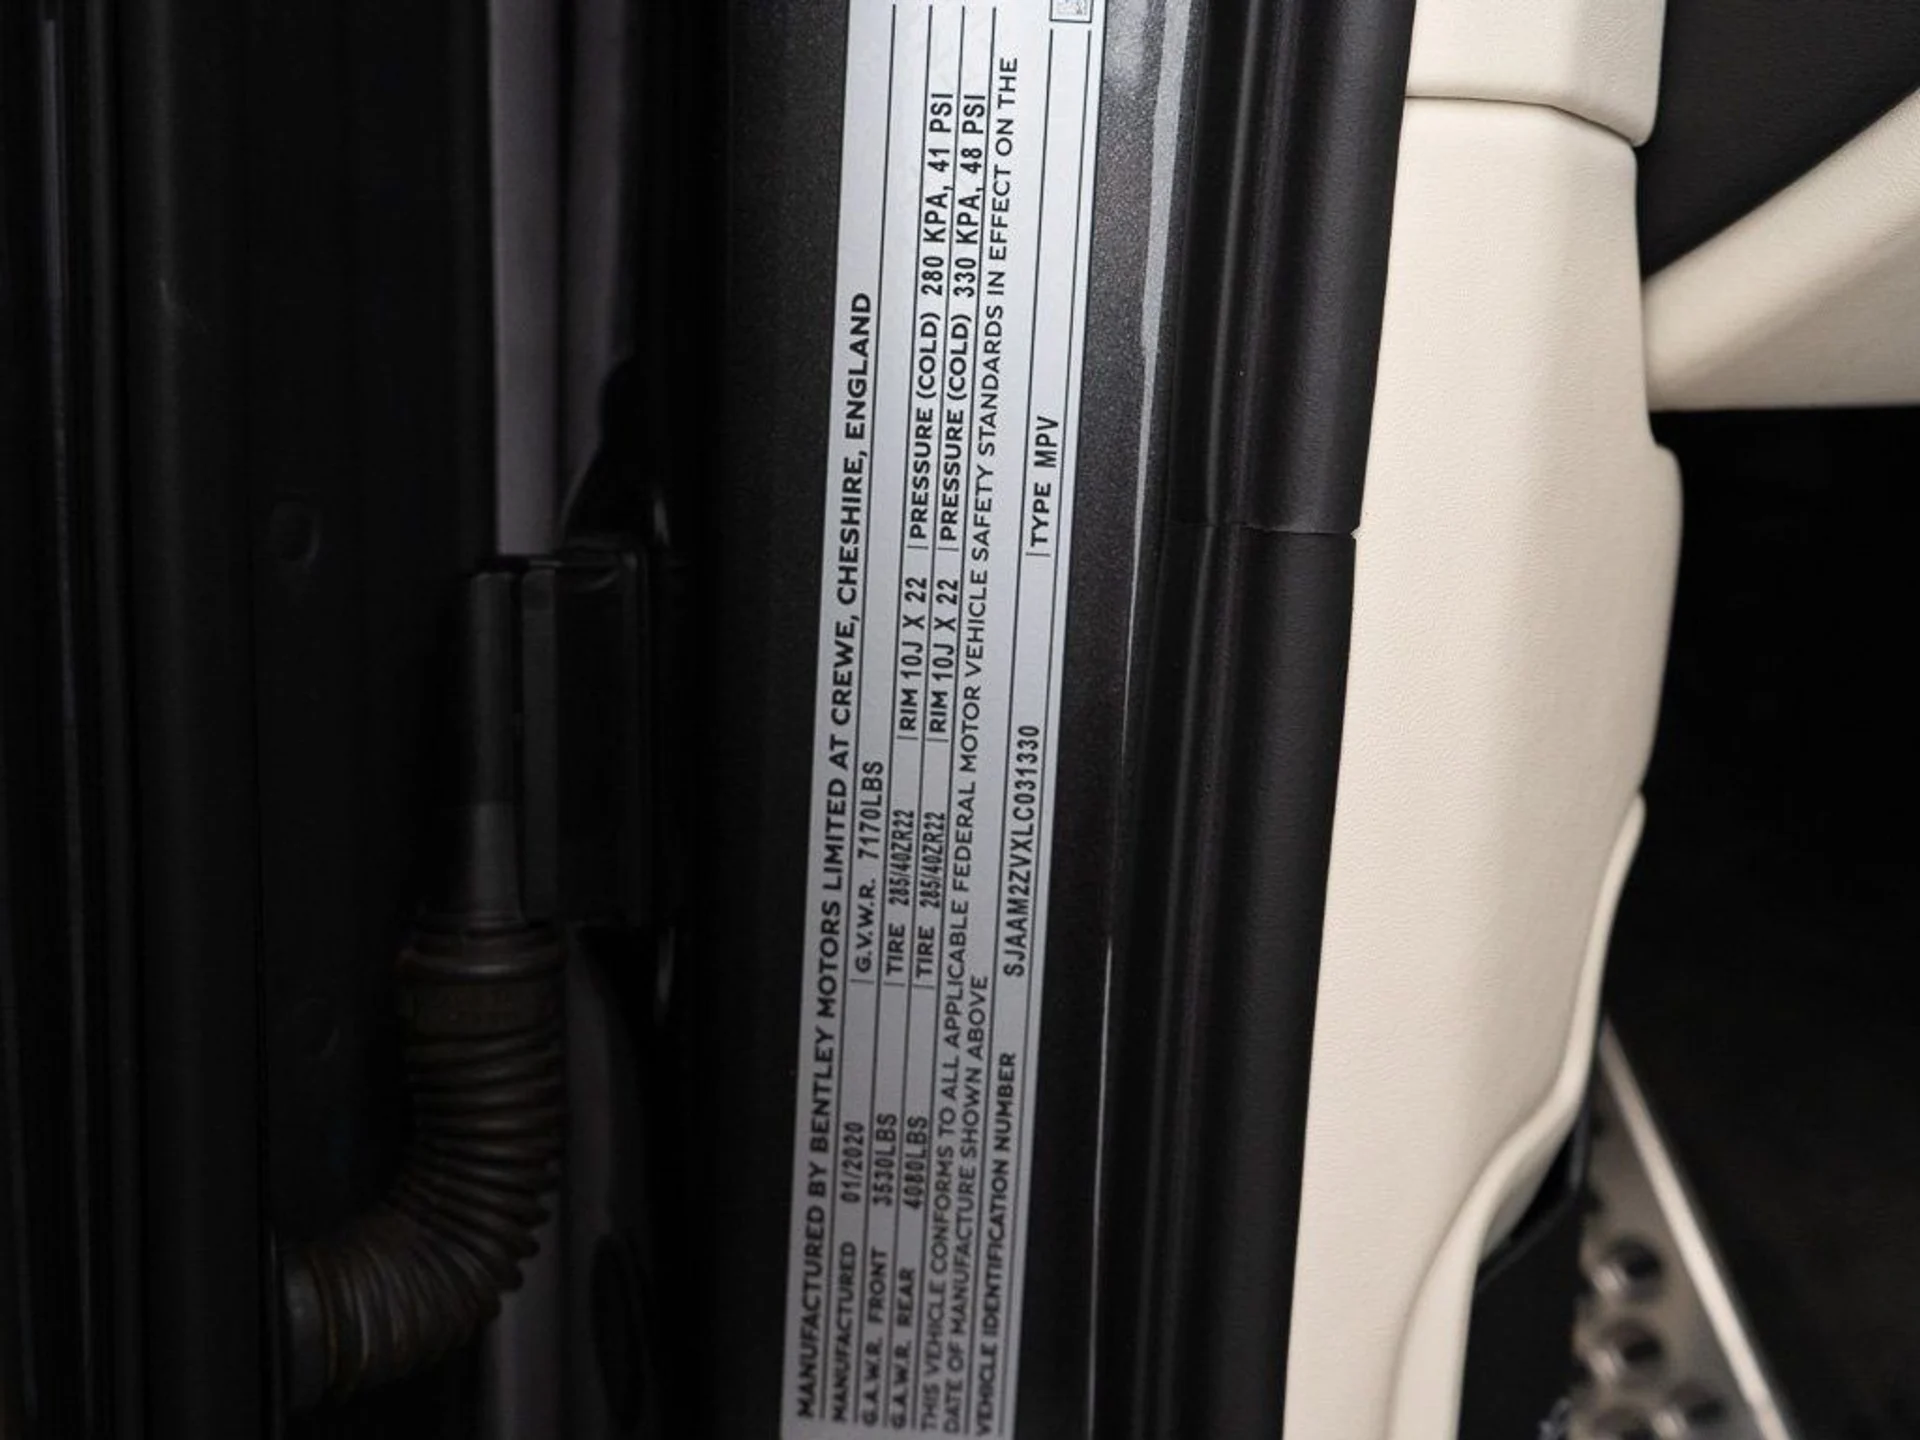 MANUFACTURED BY BENTLEY MOTORS LIMITED AT CREWE, CHESHIRE, ENGLAND
MANUFACTURED 01/2020 G.V.W.R. 7170LBS
G.A.W.R. FRONT 3530LBS TIRE 285/40ZR22 RIM 10J X 22 PRESSURE (COLD) 280 KPA, 41 PSI
G.A.W.R. REAR 4080LBS TIRE 285/40ZR22 RIM 10J X 22 PRESSURE (COLD) 330 KPA, 48 PSI
THIS VEHICLE CONFORMS TO ALL APPLICABLE FEDERAL MOTOR VEHICLE SAFETY STANDARDS IN EFFECT ON THE
DATE OF MANUFACTURE SHOWN ABOVE
VEHICLE IDENTIFICATION NUMBER SJAAM2ZVXLC031330 TYPE MPV